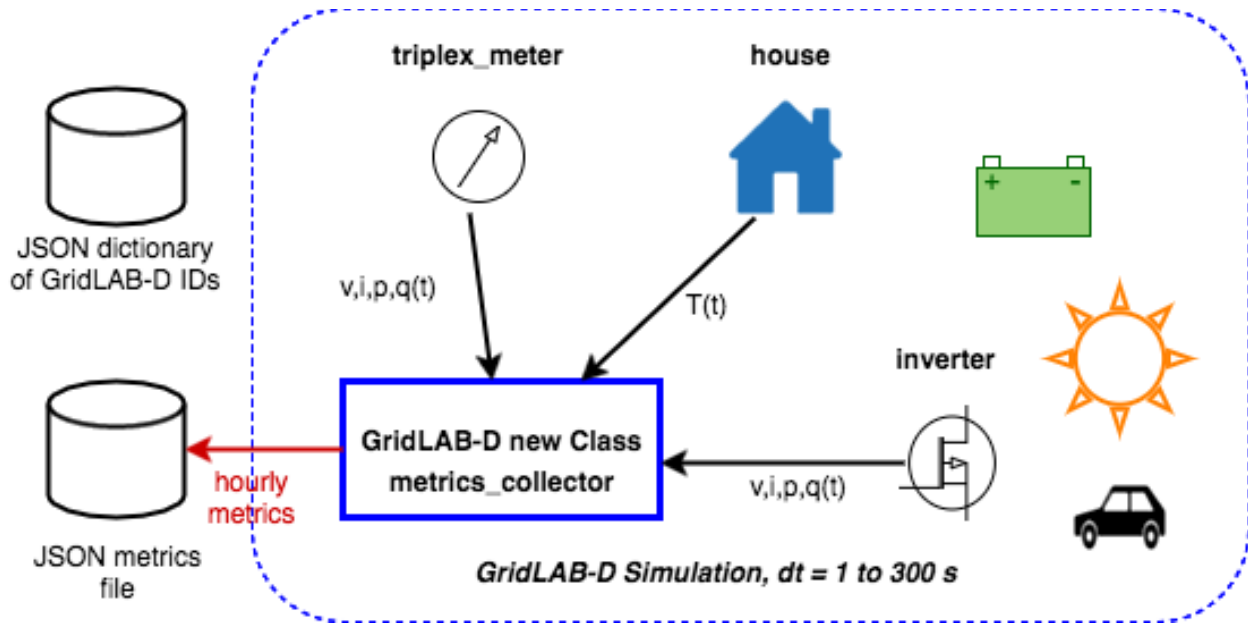 triplex_meter
house
+ -
JSON dictionary
of GridLAB-D IDs
v,i,p,q(t)
T(t)
inverter
GridLAB-D new Class
metrics_collector
v,i,p,q(t)
hourly
metrics
JSON metrics
file
GridLAB-D Simulation, dt = 1 to 300 s